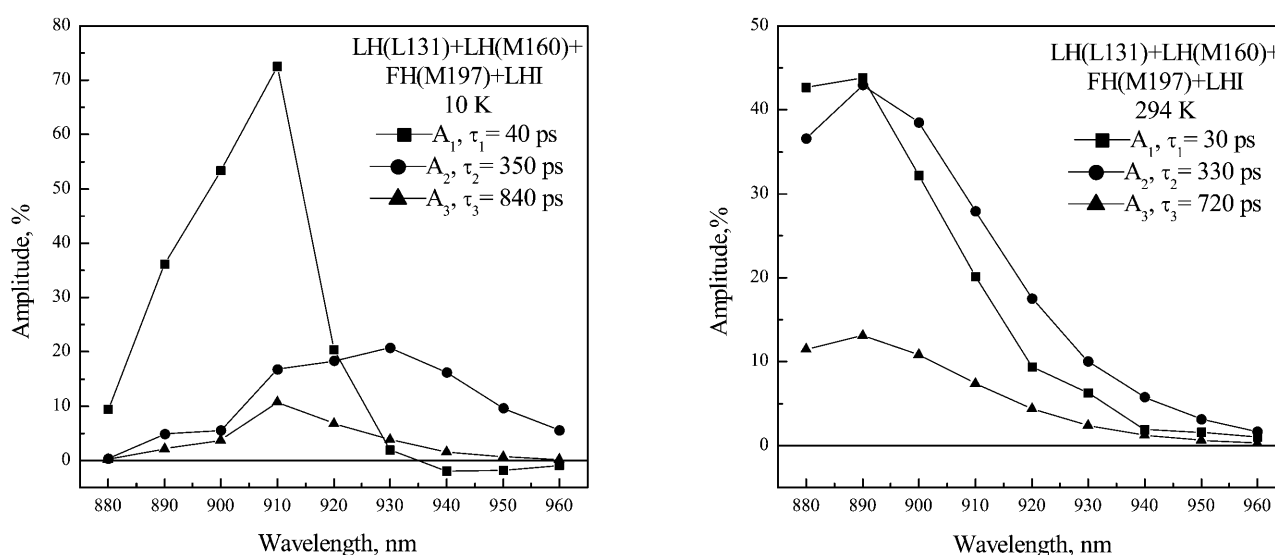 80
70
60
50
40
30
20
10
0
Amplitude, %
LH(L131)+LH(M160)+
FH(M197)+LHI
10 K
A1, τ1= 40 ps
A2, τ2= 350 ps
A3, τ3= 840 ps
880 890 900 910 920 930 940 950 960
Wavelength, nm
50
40
30
20
10
0
Amplitude,%
LH(L131)+LH(M160)+
FH(M197)+LHI
294 K
A1, τ1= 30 ps
A2, τ2= 330 ps
A3, τ3= 720 ps
880 890 900 910 920 930 940 950 960
Wavelength, nm